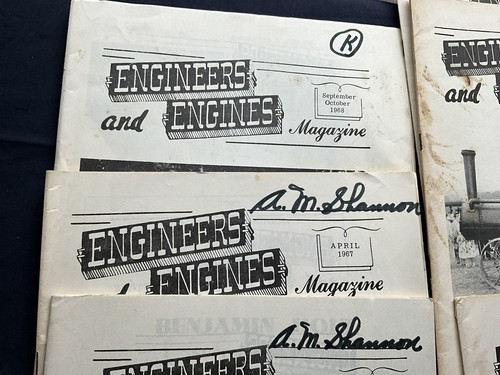 K
ENGINEERS
and ENGINES
September
October
1968
Magazine
A. M. Shannon
ENGINEERS
ENGINES
APRIL
1967
Magazine
A. M. Shannon
ENGINEERS
and